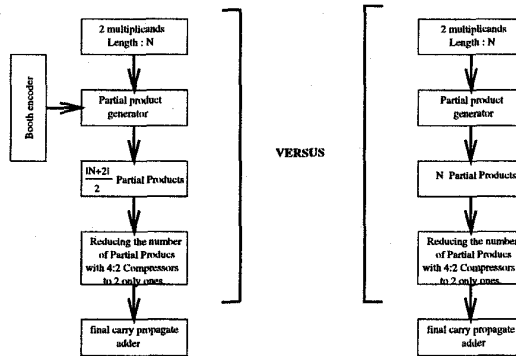 2 multiplicands
Length : N
Booth encoder
Partial product
generator
|N+2|
2
Partial Products
Reducing the number
of Partial Producs
with 4:2 Compressors
to 2 only ones.
final carry propagate
adder
VERSUS
2 multiplicands
Length : N
Partial product
generator
N Partial Products
Reducing the number
of Partial Producs
with 4:2 Compressors
to 2 only ones.
final carry propagate
adder